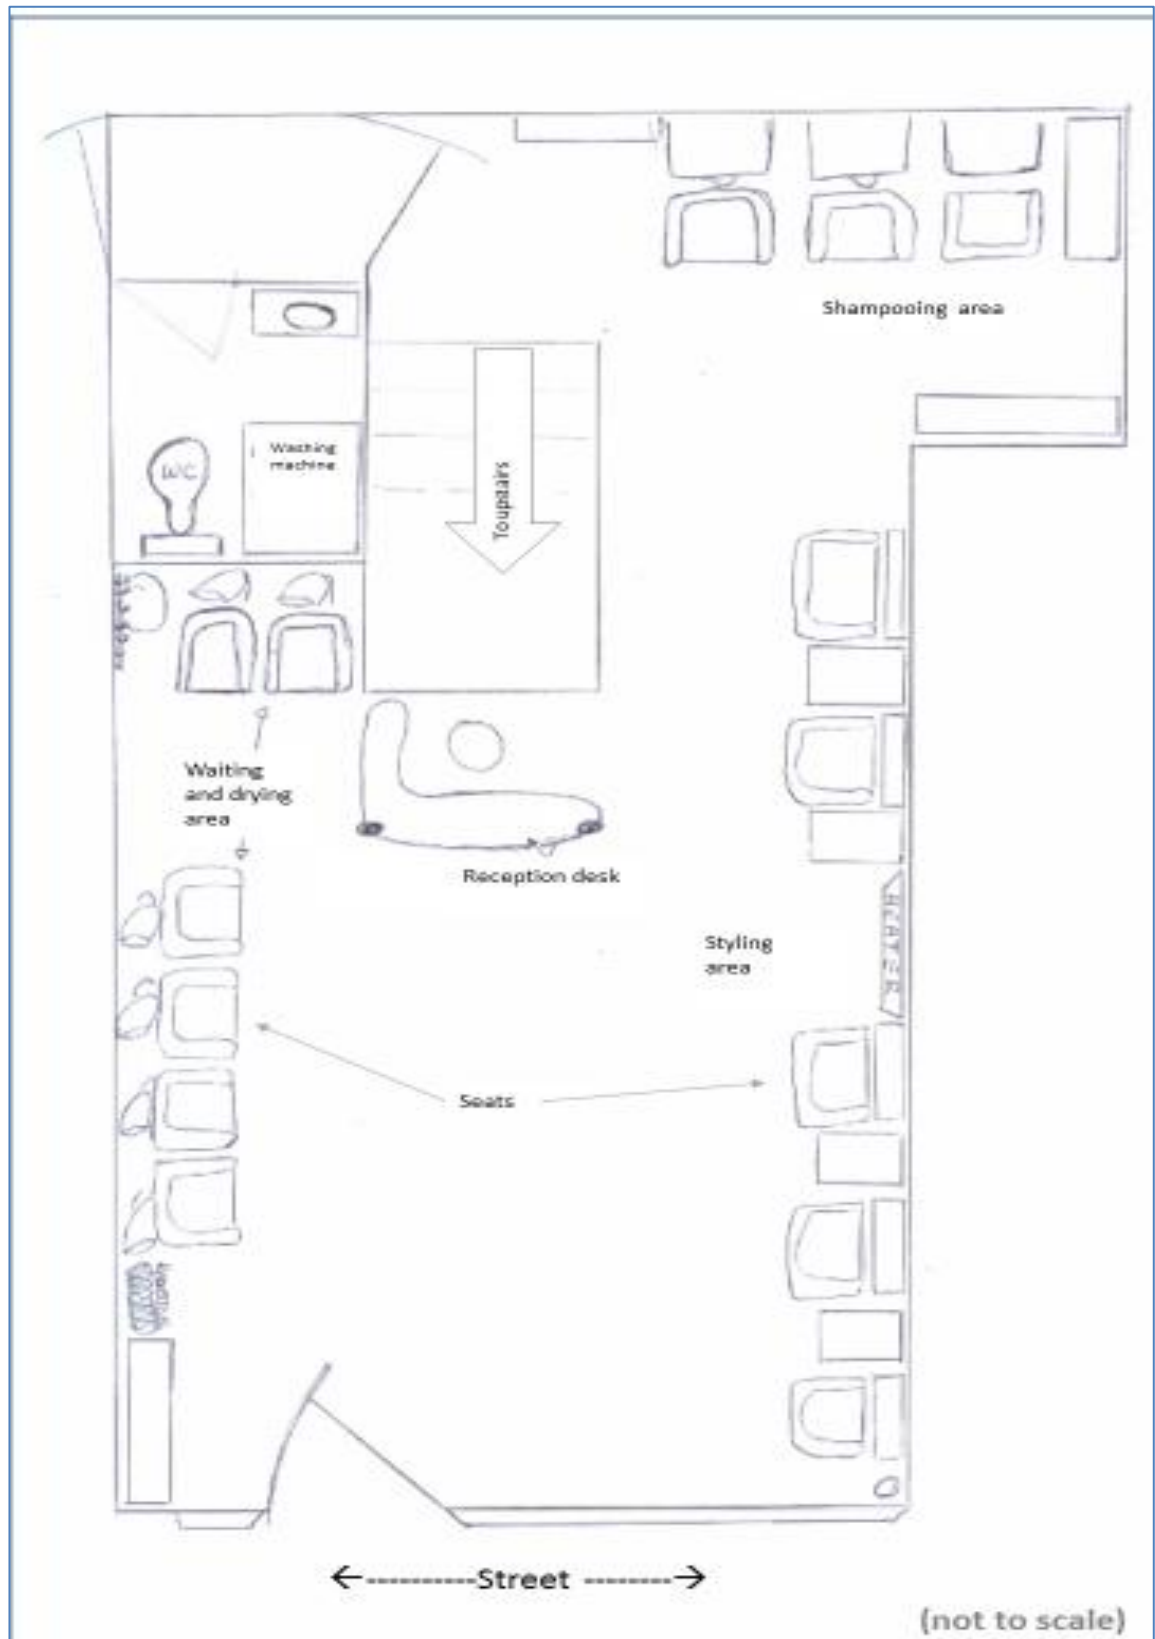 Shampooing area
Washing
machine
WC
Toupstairs
Waiting
and drying
area
Reception desk
HEATER
Styling
area
Seats
←----------Street --------→
(not to scale)